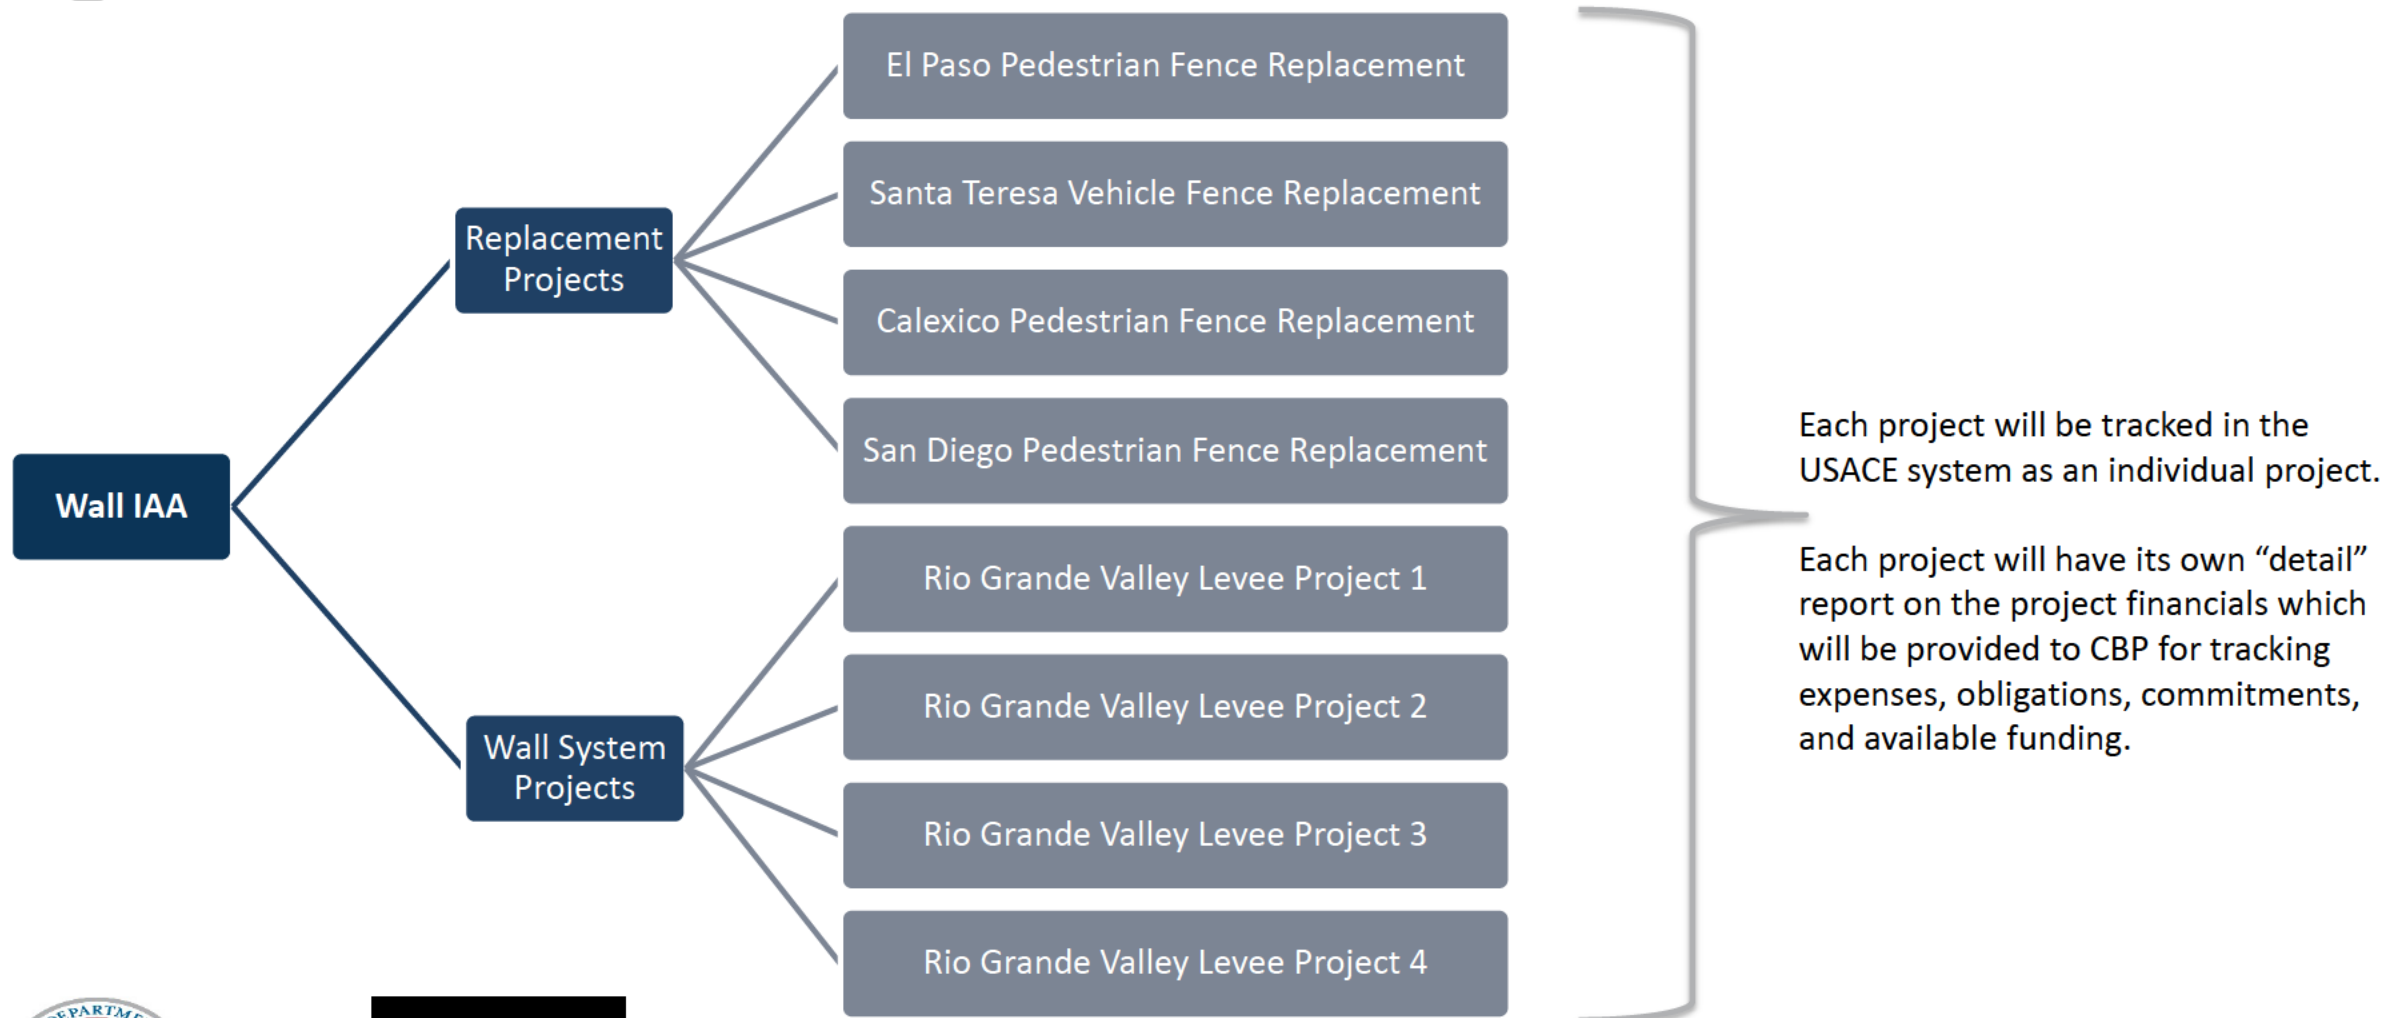 Wall IAA
Replacement
Projects
Wall System
Projects
El Paso Pedestrian Fence Replacement
Santa Teresa Vehicle Fence Replacement
Calexico Pedestrian Fence Replacement
San Diego Pedestrian Fence Replacement
Rio Grande Valley Levee Project 1
Rio Grande Valley Levee Project 2
Rio Grande Valley Levee Project 3
Rio Grande Valley Levee Project 4
Each project will be tracked in the
USACE system as an individual project.
Each project will have its own “detail”
report on the project financials which
will be provided to CBP for tracking
expenses, obligations, commitments,
and available funding.